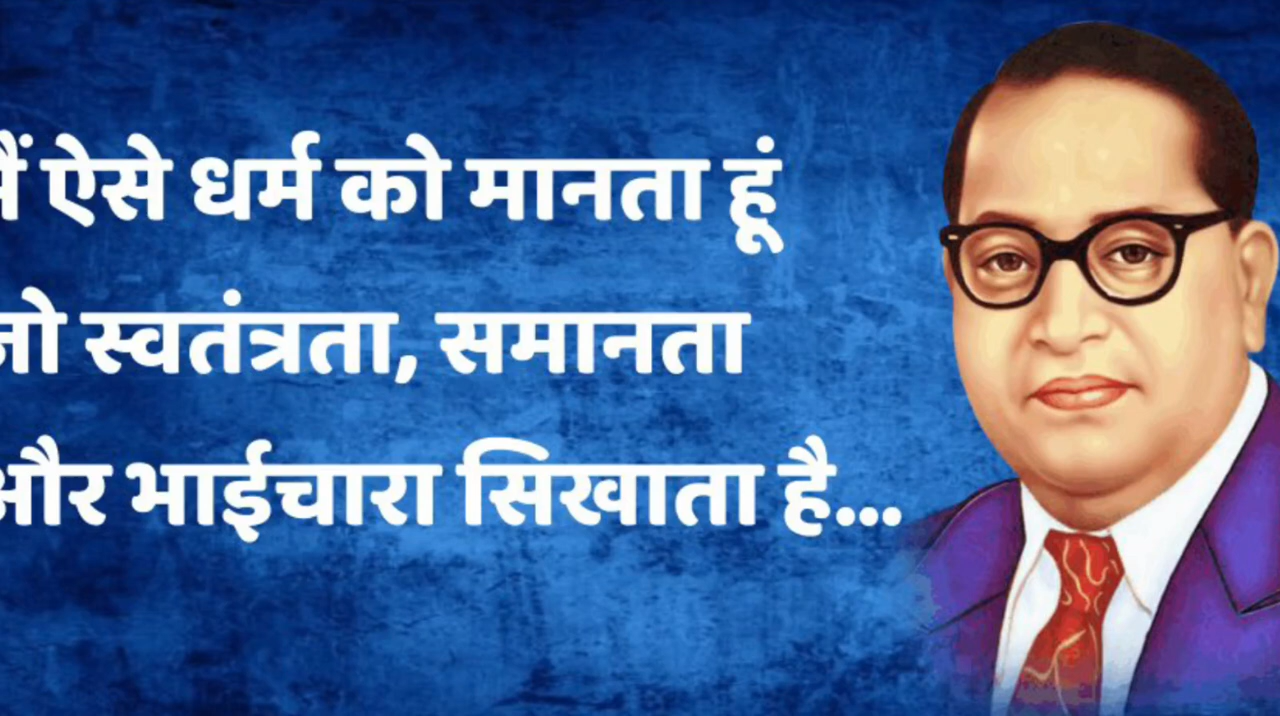 मैं ऐसे धर्म को मानता हूं
जो स्वतंत्रता, समानता
और भाईचारा सिखाता है...